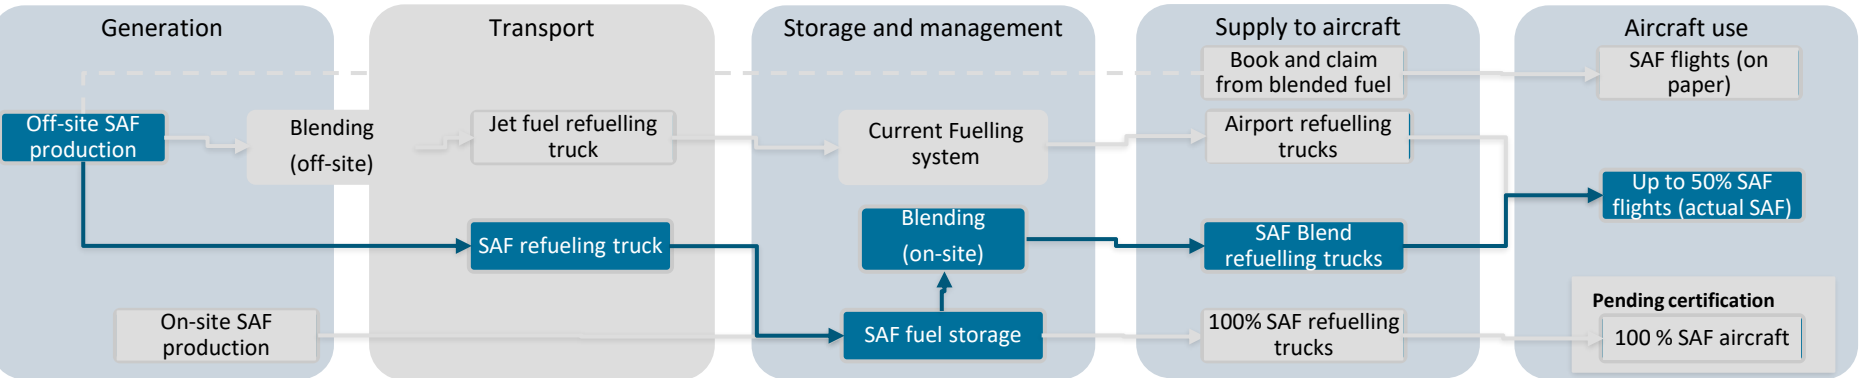 Generation
Transport
Storage and management
Supply to aircraft
Aircraft use
Book and claim
from blended fuel
SAF flights (on
paper)
Off-site SAF
production
Blending
(off-site)
Jet fuel refuelling
truck
Current Fuelling
system
Airport refuelling
trucks
Up to 50% SAF
flights (actual SAF)
SAF refueling truck
Blending
(on-site)
SAF Blend
refuelling trucks
On-site SAF
production
SAF fuel storage
100% SAF refuelling
trucks
Pending certification
100 % SAF aircraft